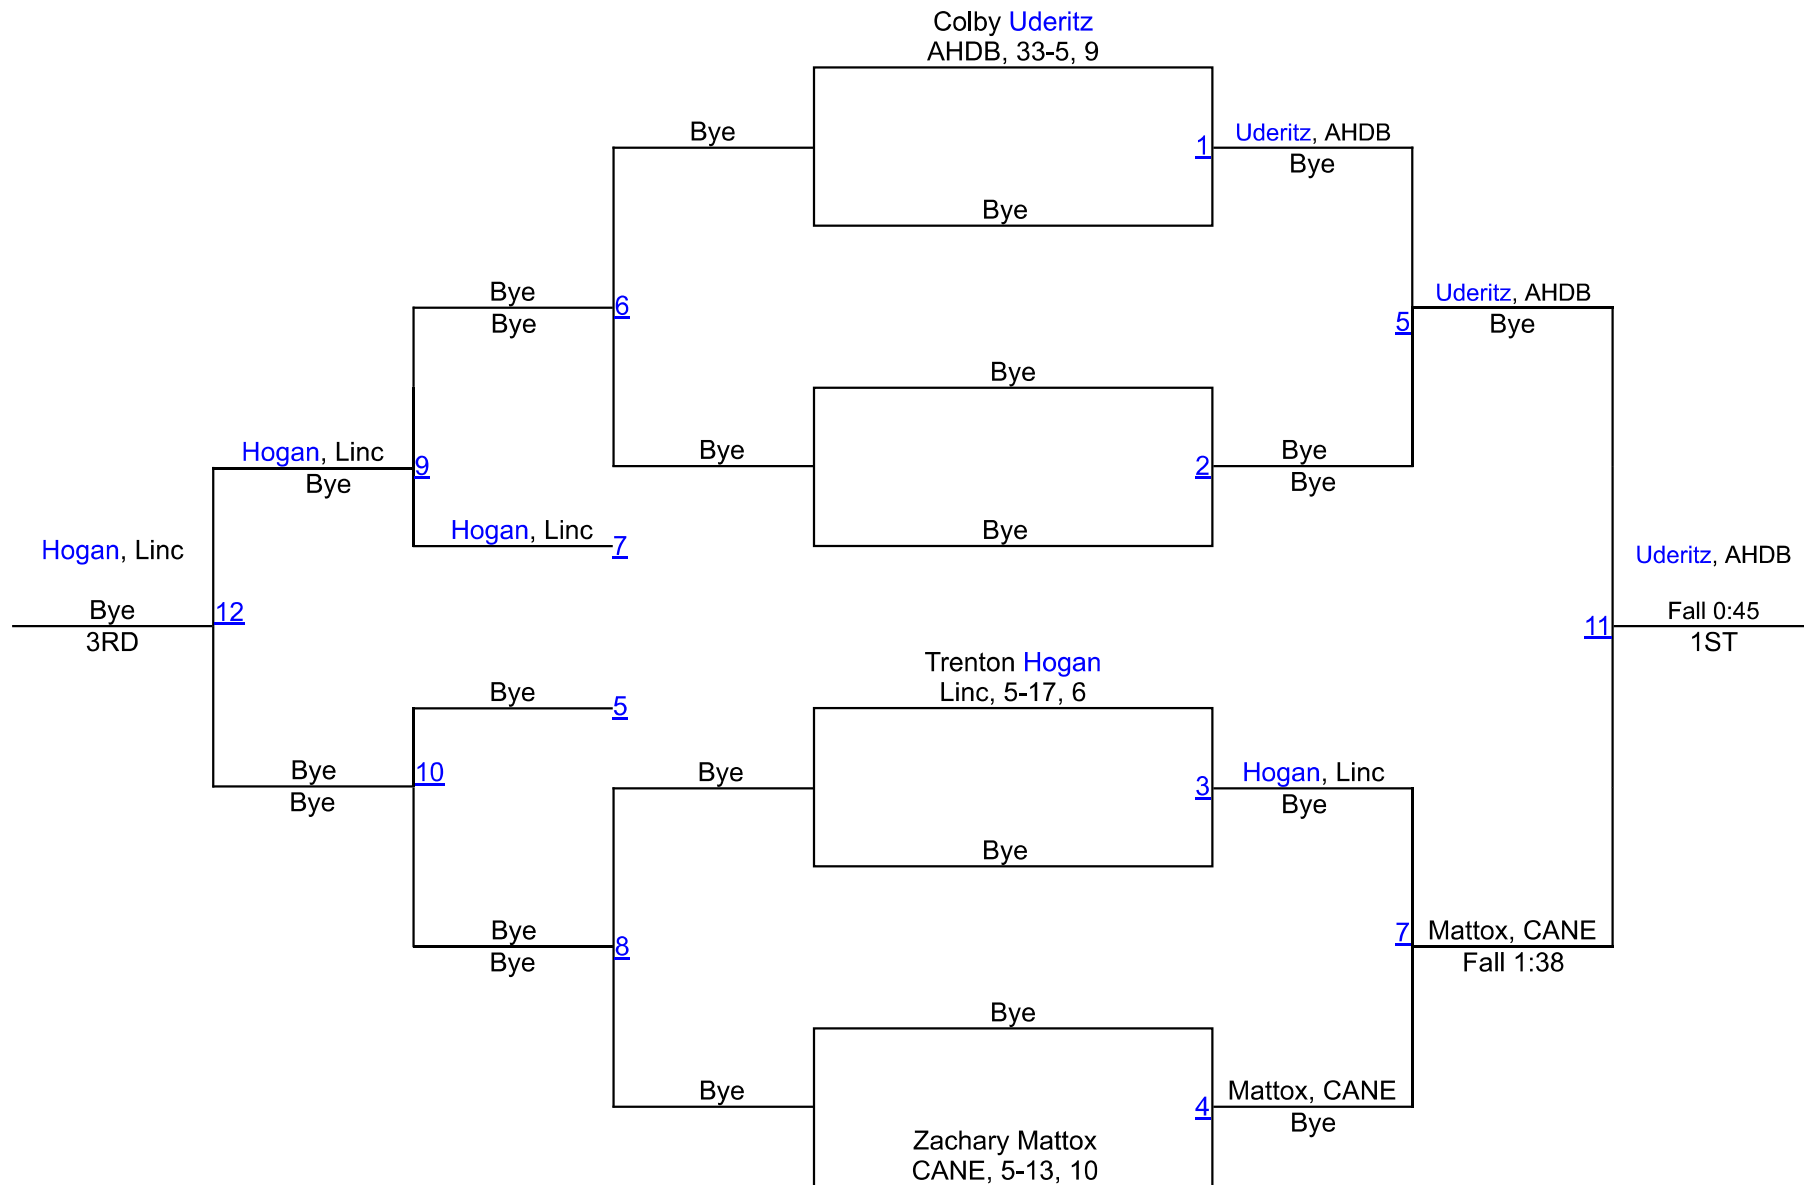 Colby Uderitz
AHDB, 33-5, 9
Bye
1
Uderitz, AHDB
Bye
Bye
Bye
Bye
6
Uderitz, AHDB
5
Bye
Bye
Hogan, Linc
Bye
9
Bye
2
Bye
Bye
Hogan, Linc
7
Bye
Hogan, Linc
Bye
3RD
12
Uderitz, AHDB
11
Fall 0:45
1ST
Trenton Hogan
Linc, 5-17, 6
Bye
5
Bye
Bye
10
Bye
3
Hogan, Linc
Bye
Bye
Bye
Bye
8
7
Mattox, CANE
Fall 1:38
Bye
Bye
4
Mattox, CANE
Bye
Zachary Mattox
CANE, 5-13, 10